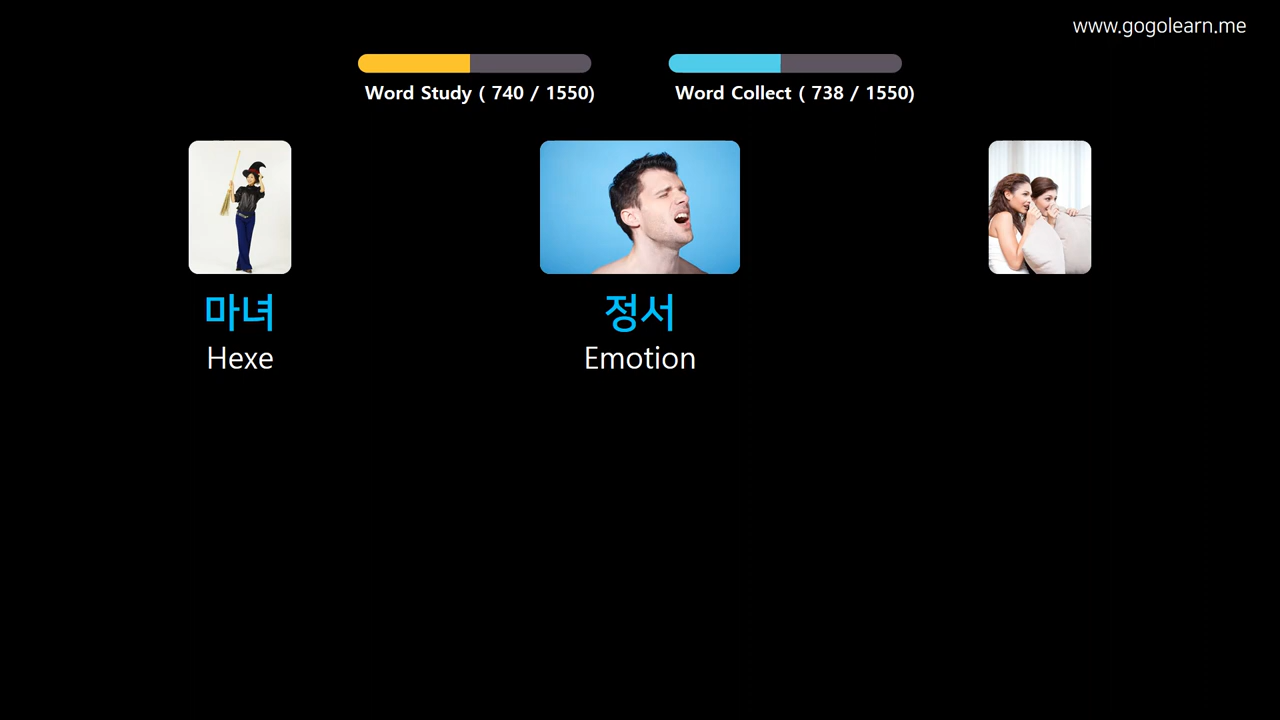 www.gogolearn.me
Word Study ( 740 / 1550)
Word Collect ( 738 / 1550)
마녀
Hexe
정서
Emotion